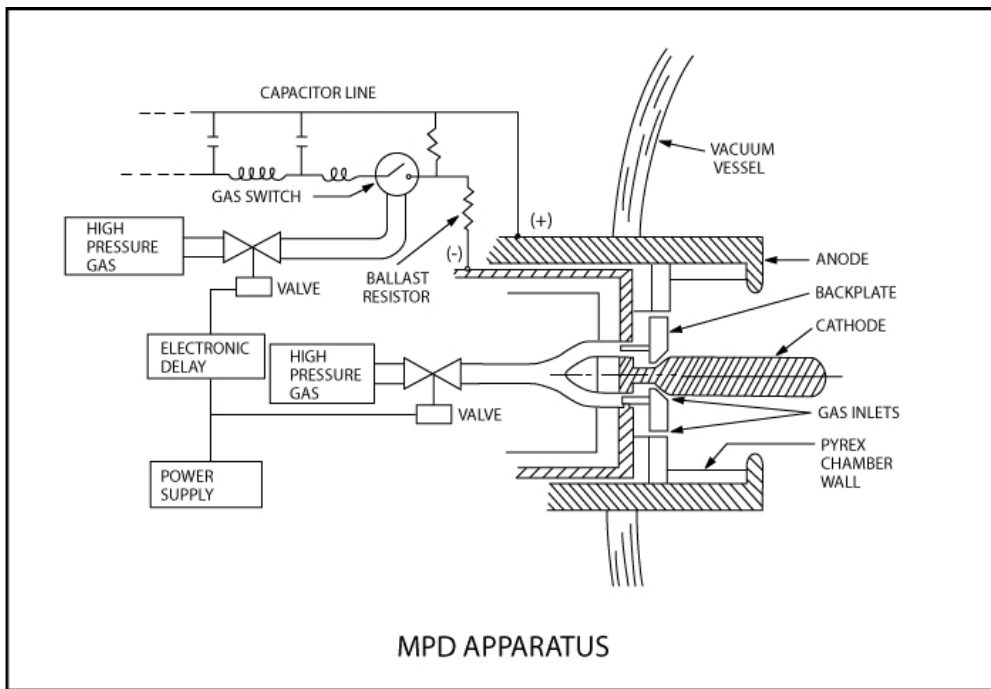 CAPACITOR LINE
VACUUM
VESSEL
GAS SWITCH
(+)
HIGH
PRESSURE
GAS
(-)
ANODE
BALLAST
RESISTOR
VALVE
BACKPLATE
CATHODE
ELECTRONIC
DELAY
HIGH
PRESSURE
GAS
VALVE
GAS INLETS
PYREX
CHAMBER
WALL
POWER
SUPPLY
MPD APPARATUS